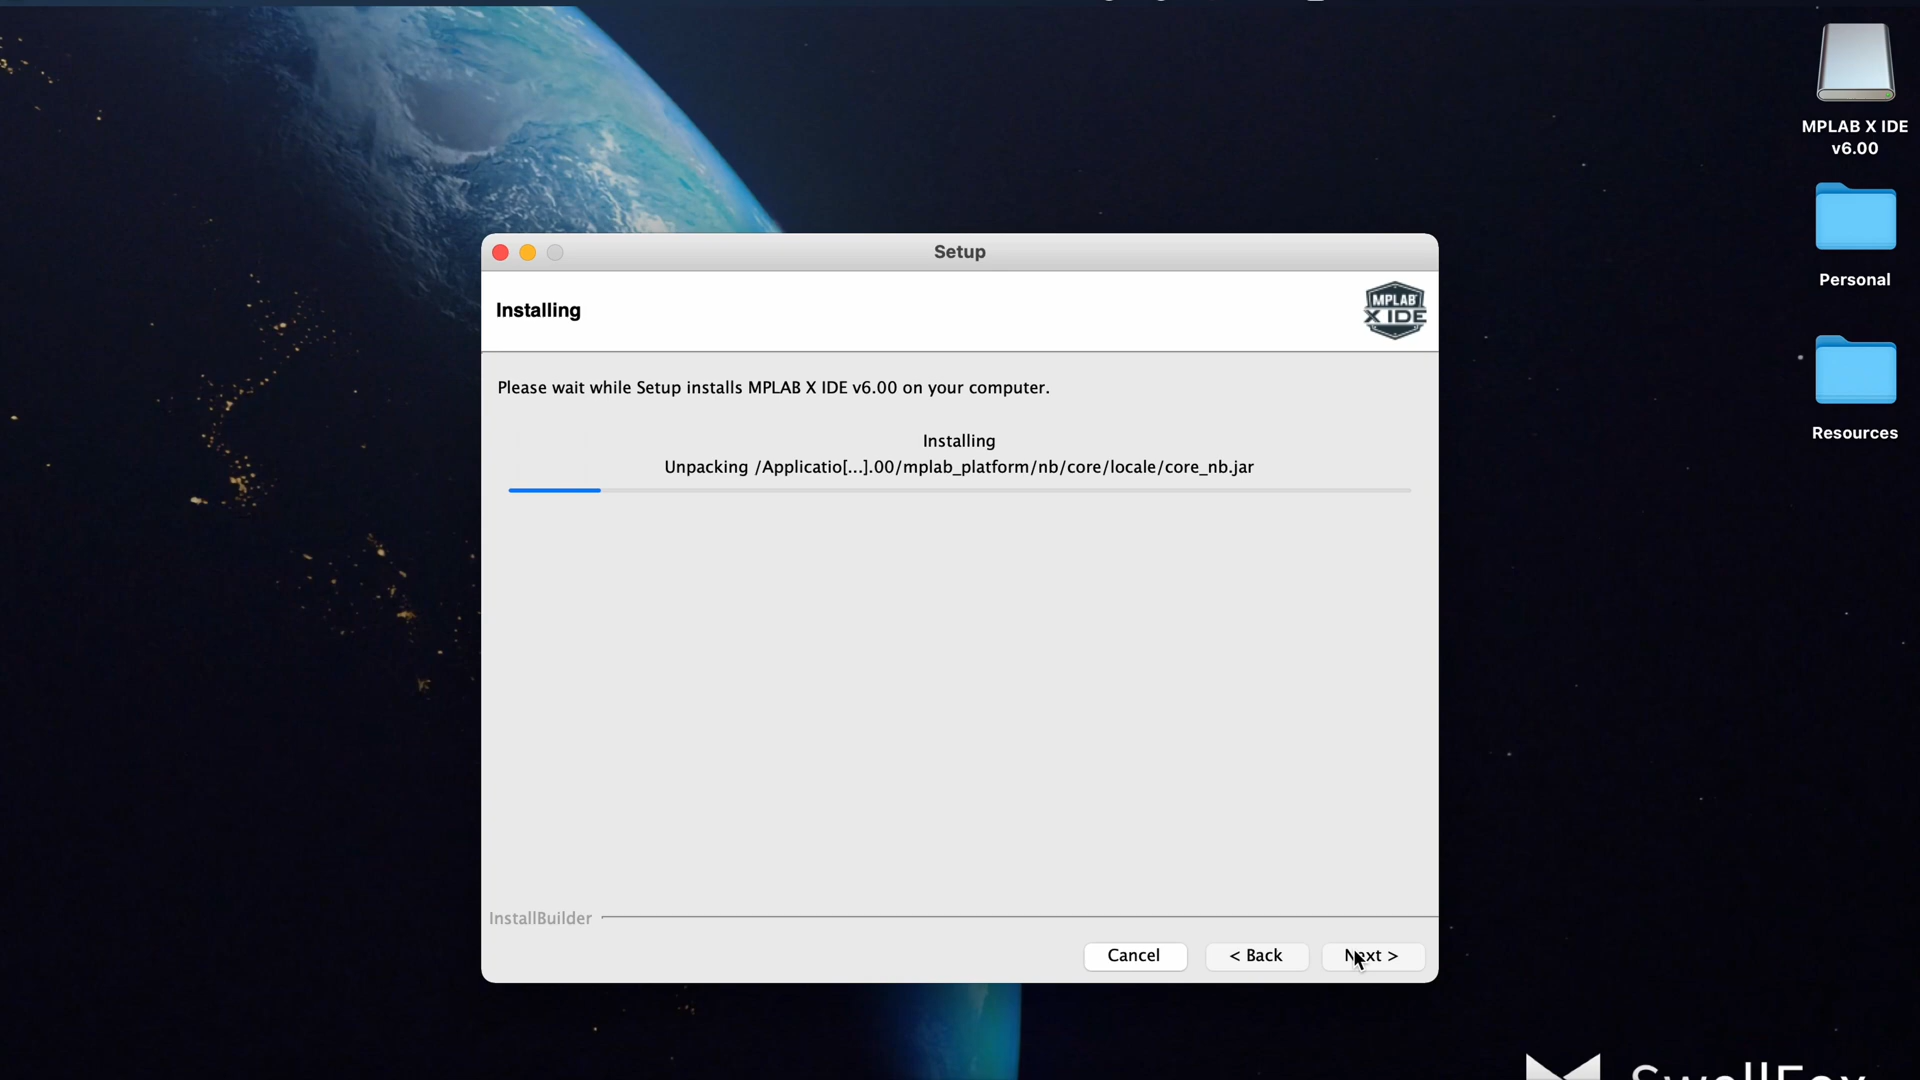 MPLAB X IDE
v6.00
Personal
Resources
Setup
Installing
MPLAB
X IDE
Please wait while Setup installs MPLAB X IDE v6.00 on your computer.
Installing
Unpacking /Applicatio[...].00/mplab_platform/nb/core/locale/core_nb.jar
InstallBuilder
Cancel
< Back
Next >
SwellFox